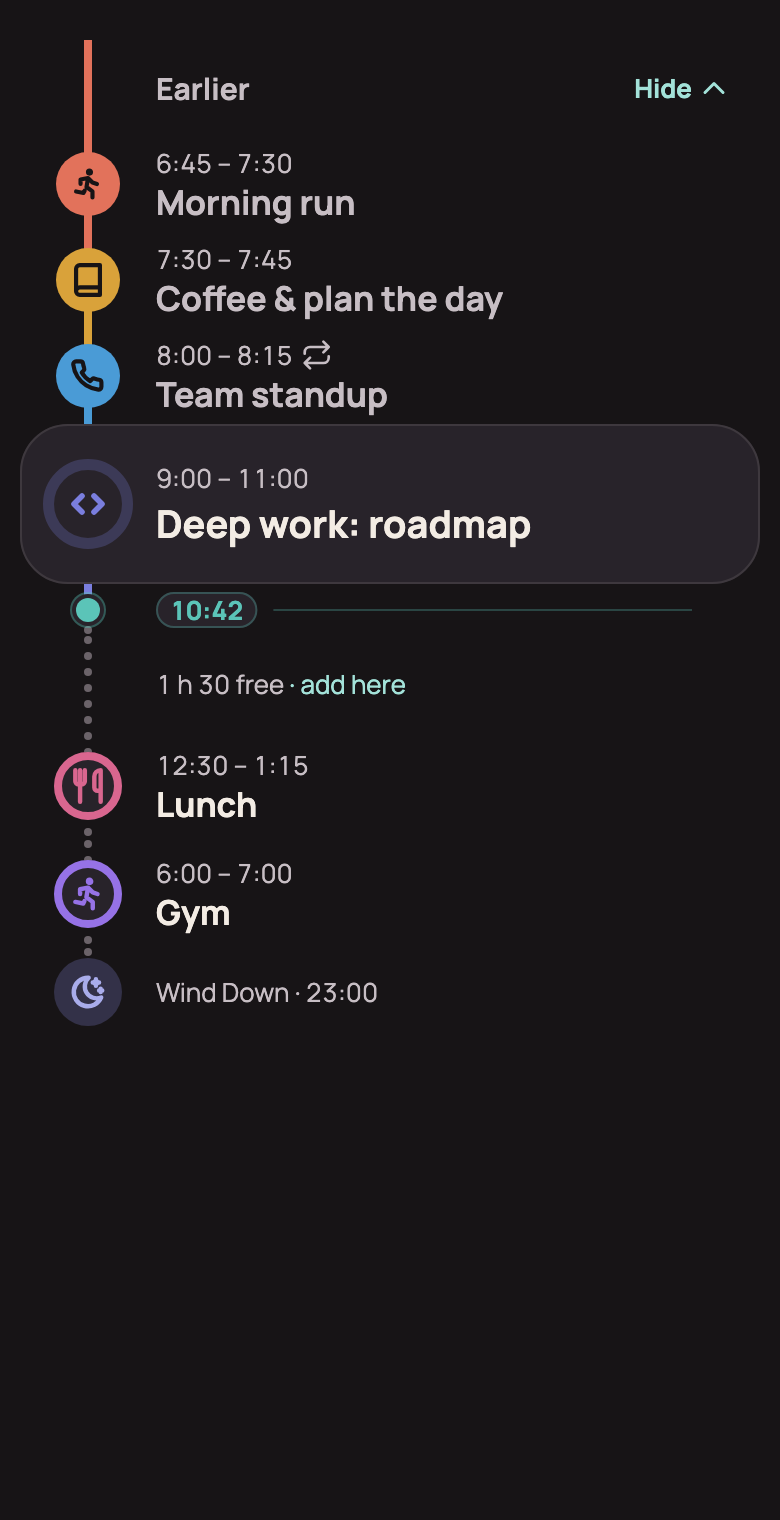 Earlier
Hide
6:45 – 7:30
Morning run
7:30 – 7:45
Coffee & plan the day
8:00 – 8:15
Team standup
9:00 – 11:00
Deep work: roadmap
10:42
1 h 30 free · add here
12:30 – 1:15
Lunch
6:00 – 7:00
Gym
Wind Down · 23:00